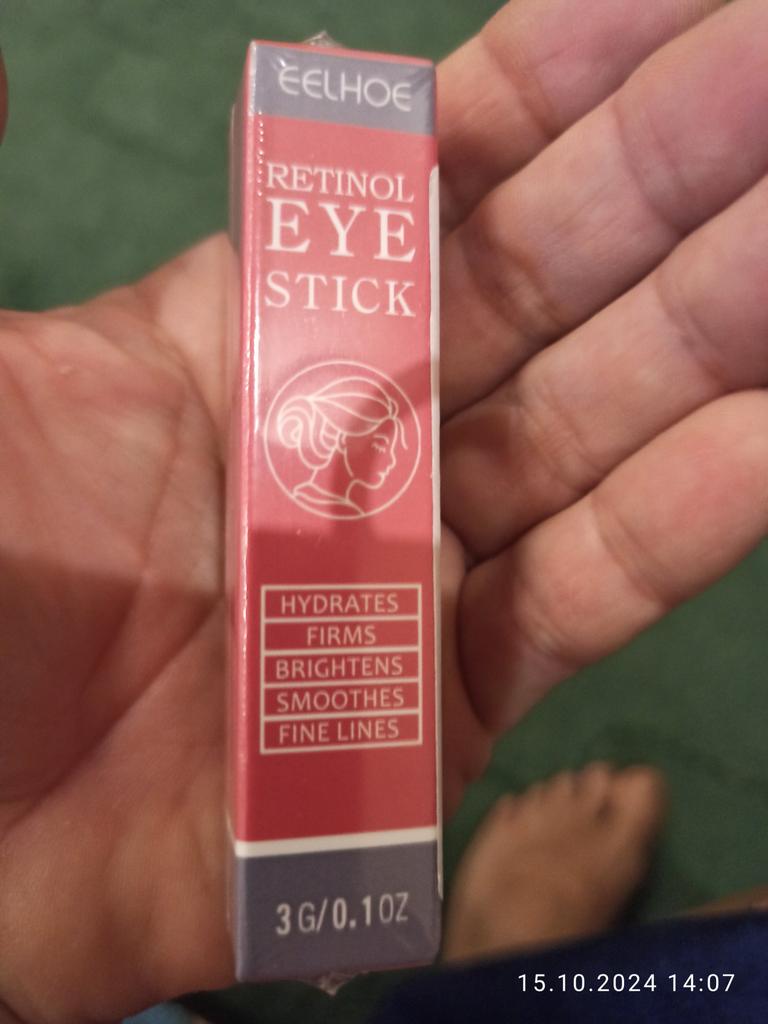 EELHOE
RETINOL
EYE
STICK
HYDRATES
FIRMS
BRIGHTENS
SMOOTHES
FINE LINES
3G/0.1OZ
15.10.2024 14:07